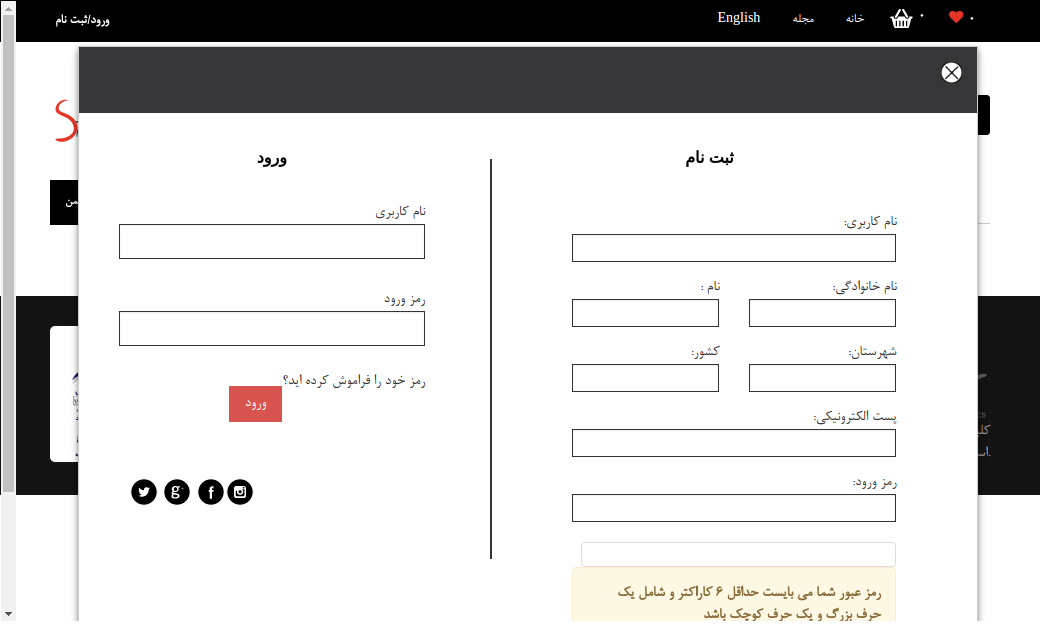 خانه
مجله
English
ورود/ثبت نام
ثبت نام
نام کاربری:
نام خانوادگی:
نام :
شهرستان:
کشور:
پست الکترونیکی:
رمز ورود:
رمز عبور شما می بایست حداقل ۶ کاراکتر و شامل یک
حرف بزرگ و یک حرف کوچک باشد
ورود
نام کاربری
رمز ورود
رمز خود را فراموش کرده اید؟
ورود